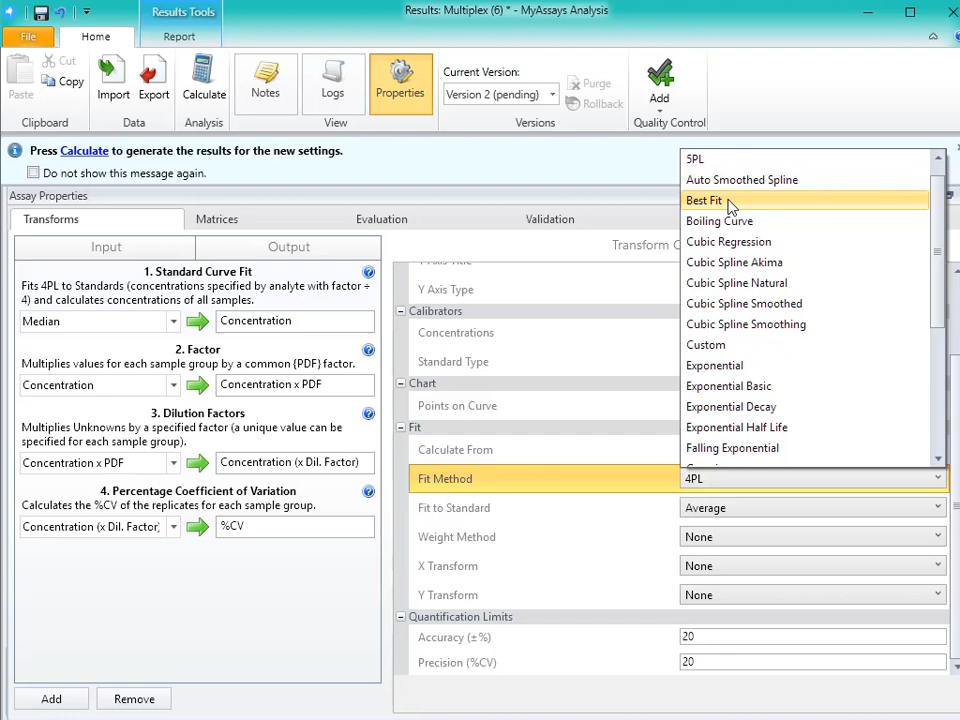 Results Tools
Results: Multiplex (6) * - MyAssays Analysis
File
Home
Report
Paste
Cut
Copy
Clipboard
Import
Export
Data
Calculate
Analysis
Notes
Logs
Properties
View
Current Version:
Version 2 (pending)
Purge
Rollback
Versions
Add
Quality Control
Press Calculate to generate the results for the new settings.
Do not show this message again.
Assay Properties
Transforms
Matrices
Evaluation
Validation
Input
Output
1. Standard Curve Fit
Fits 4PL to Standards (concentrations specified by analyte with factor ÷
4) and calculates concentrations of all samples.
Median
Concentration
2. Factor
Multiplies values for each sample group by a common {PDF} factor.
Concentration
Concentration x PDF
3. Dilution Factors
Multiplies Unknowns by a specified factor (a unique value can be
specified for each sample group).
Concentration x PDF
Concentration (x Dil. Factor)
4. Percentage Coefficient of Variation
Calculates the %CV of the replicates for each sample group.
Concentration (x Dil. Factor)
%CV
Add
Remove
Transform C
Y Axis Title
Y Axis Type
Calibrators
Concentrations
Standard Type
Chart
Points on Curve
Fit
Calculate From
Fit Method
4PL
Fit to Standard
Average
Weight Method
None
X Transform
None
Y Transform
None
Quantification Limits
Accuracy (±%)
20
Precision (%CV)
20
5PL
Auto Smoothed Spline
Best Fit
Boiling Curve
Cubic Regression
Cubic Spline Akima
Cubic Spline Natural
Cubic Spline Smoothed
Cubic Spline Smoothing
Custom
Exponential
Exponential Basic
Exponential Decay
Exponential Half Life
Falling Exponential